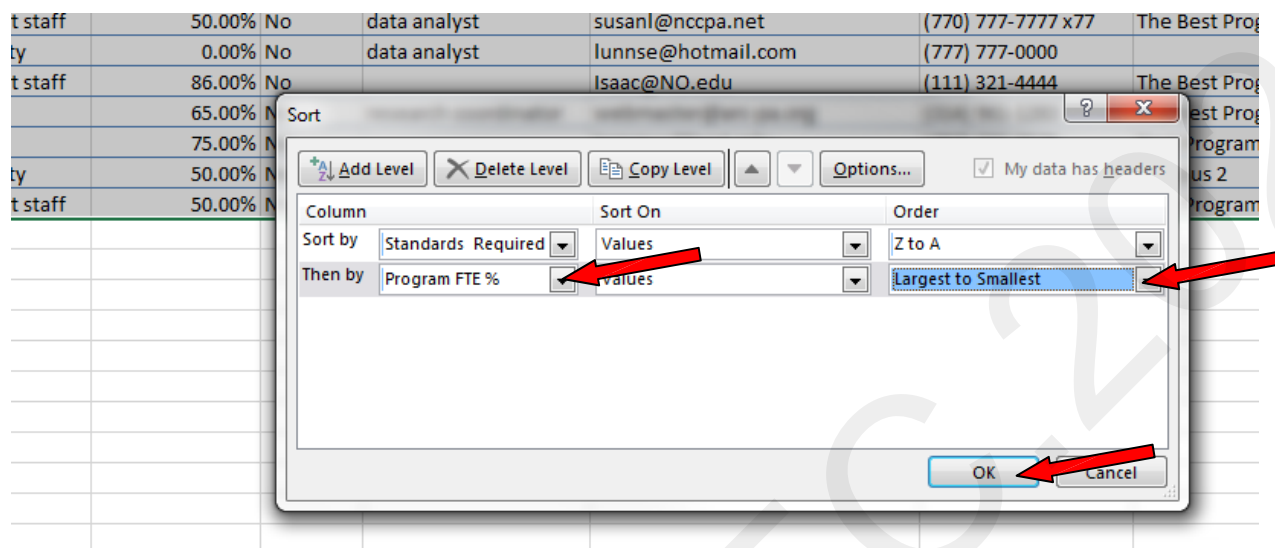 t staff 50.00% No data analyst susanl@nccpa.net (770) 777-7777 x77 The Best Prog
ty 0.00% No data analyst lunnse@hotmail.com (777) 777-0000
t staff 86.00% No Isaac@NO.edu (111) 321-4444 The Best Prog
65.00% N est Prog
75.00% N Program
ty 50.00% N us 2
t staff 50.00% N Program
Sort ?
Add Level Delete Level Copy Level Options... My data has headers
Column Sort On Order
Sort by Standards Required Values Z to A
Then by Program FTE % Values Largest to Smallest
OK Cancel